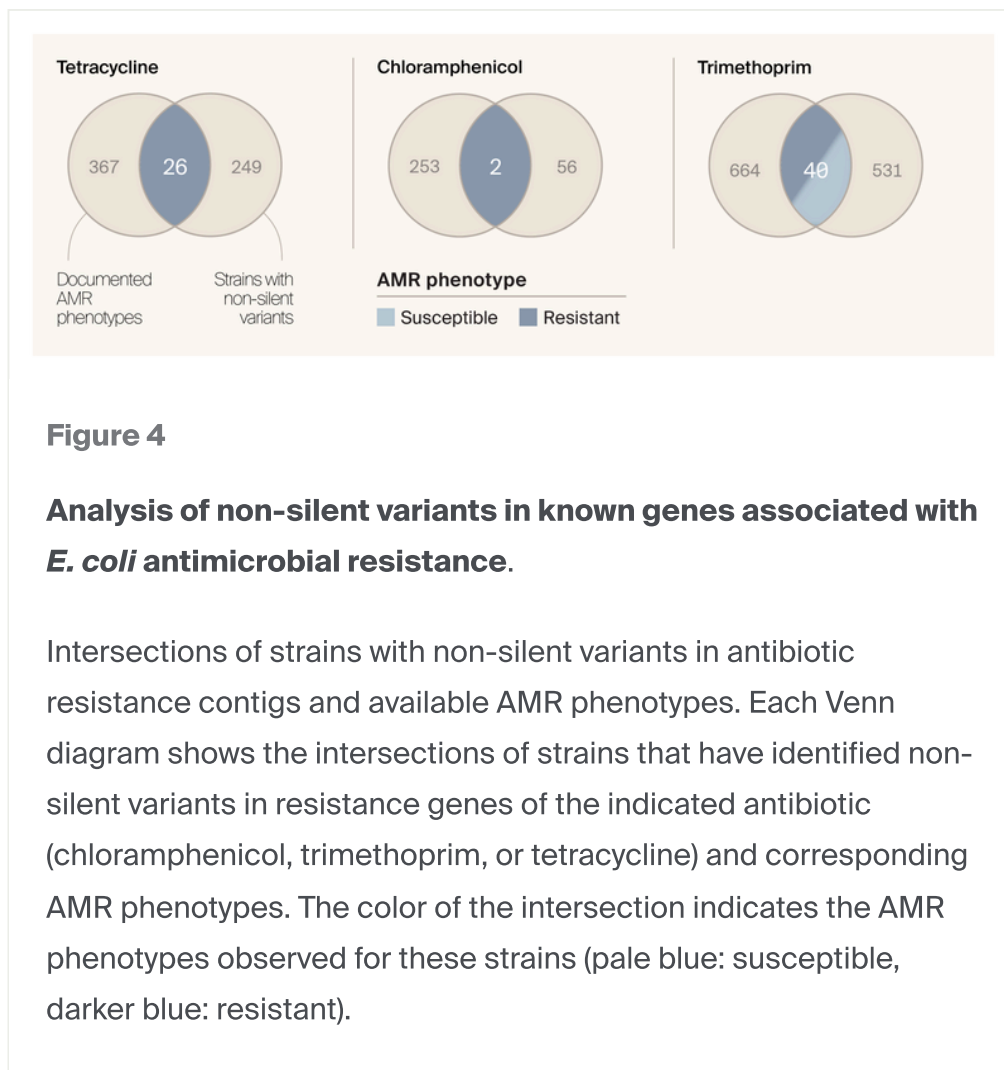 Tetracycline
Chloramphenicol
Trimethoprim
367
26
249
253
2
56
664
40
531
Documented
AMR
phenotypes
Strains with
non-silent
variants
AMR phenotype
Susceptible
Resistant
Figure 4
Analysis of non-silent variants in known genes associated with
E. coli antimicrobial resistance.
Intersections of strains with non-silent variants in antibiotic
resistance contigs and available AMR phenotypes. Each Venn
diagram shows the intersections of strains that have identified non-
silent variants in resistance genes of the indicated antibiotic
(chloramphenicol, trimethoprim, or tetracycline) and corresponding
AMR phenotypes. The color of the intersection indicates the AMR
phenotypes observed for these strains (pale blue: susceptible,
darker blue: resistant).